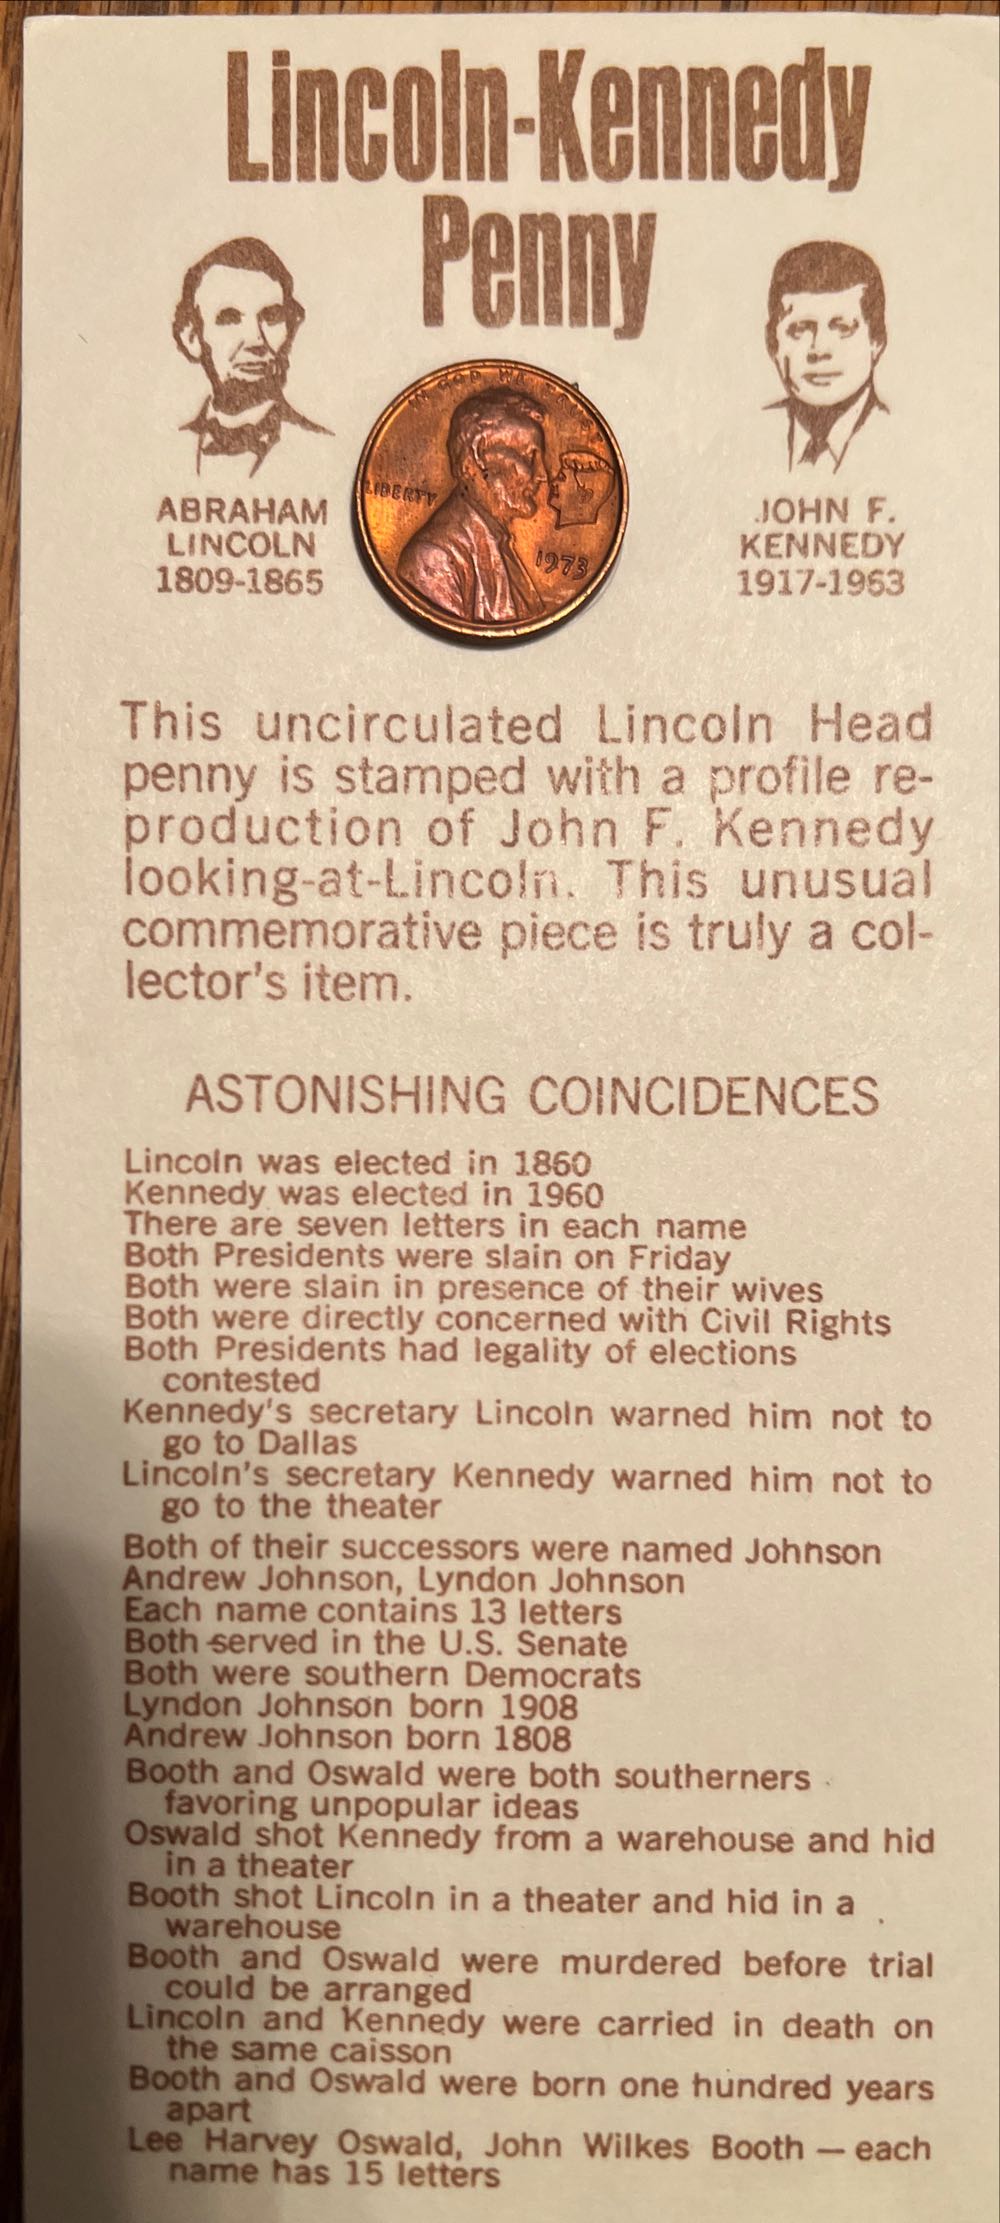 Lincoln-Kennedy
Penny
IN GOD WE TRUST
LIBERTY
1973
ABRAHAM
LINCOLN
1809-1865
JOHN F.
KENNEDY
1917-1963
This uncirculated Lincoln Head
penny is stamped with a profile re-
production of John F. Kennedy
looking-at-Lincoln. This unusual
commemorative piece is truly a col-
lector's item.
ASTONISHING COINCIDENCES
Lincoln was elected in 1860
Kennedy was elected in 1960
There are seven letters in each name
Both Presidents were slain on Friday
Both were slain in presence of their wives
Both were directly concerned with Civil Rights
Both Presidents had legality of elections
contested
Kennedy's secretary Lincoln warned him not to
go to Dallas
Lincoln's secretary Kennedy warned him not to
go to the theater
Both of their successors were named Johnson
Andrew Johnson, Lyndon Johnson
Each name contains 13 letters
Both served in the U.S. Senate
Both were southern Democrats
Lyndon Johnson born 1908
Andrew Johnson born 1808
Booth and Oswald were both southerners
favoring unpopular ideas
Oswald shot Kennedy from a warehouse and hid
in a theater
Booth shot Lincoln in a theater and hid in a
warehouse
Booth and Oswald were murdered before trial
could be arranged
Lincoln and Kennedy were carried in death on
the same caisson
Booth and Oswald were born one hundred years
apart
Lee Harvey Oswald, John Wilkes Booth — each
name has 15 letters